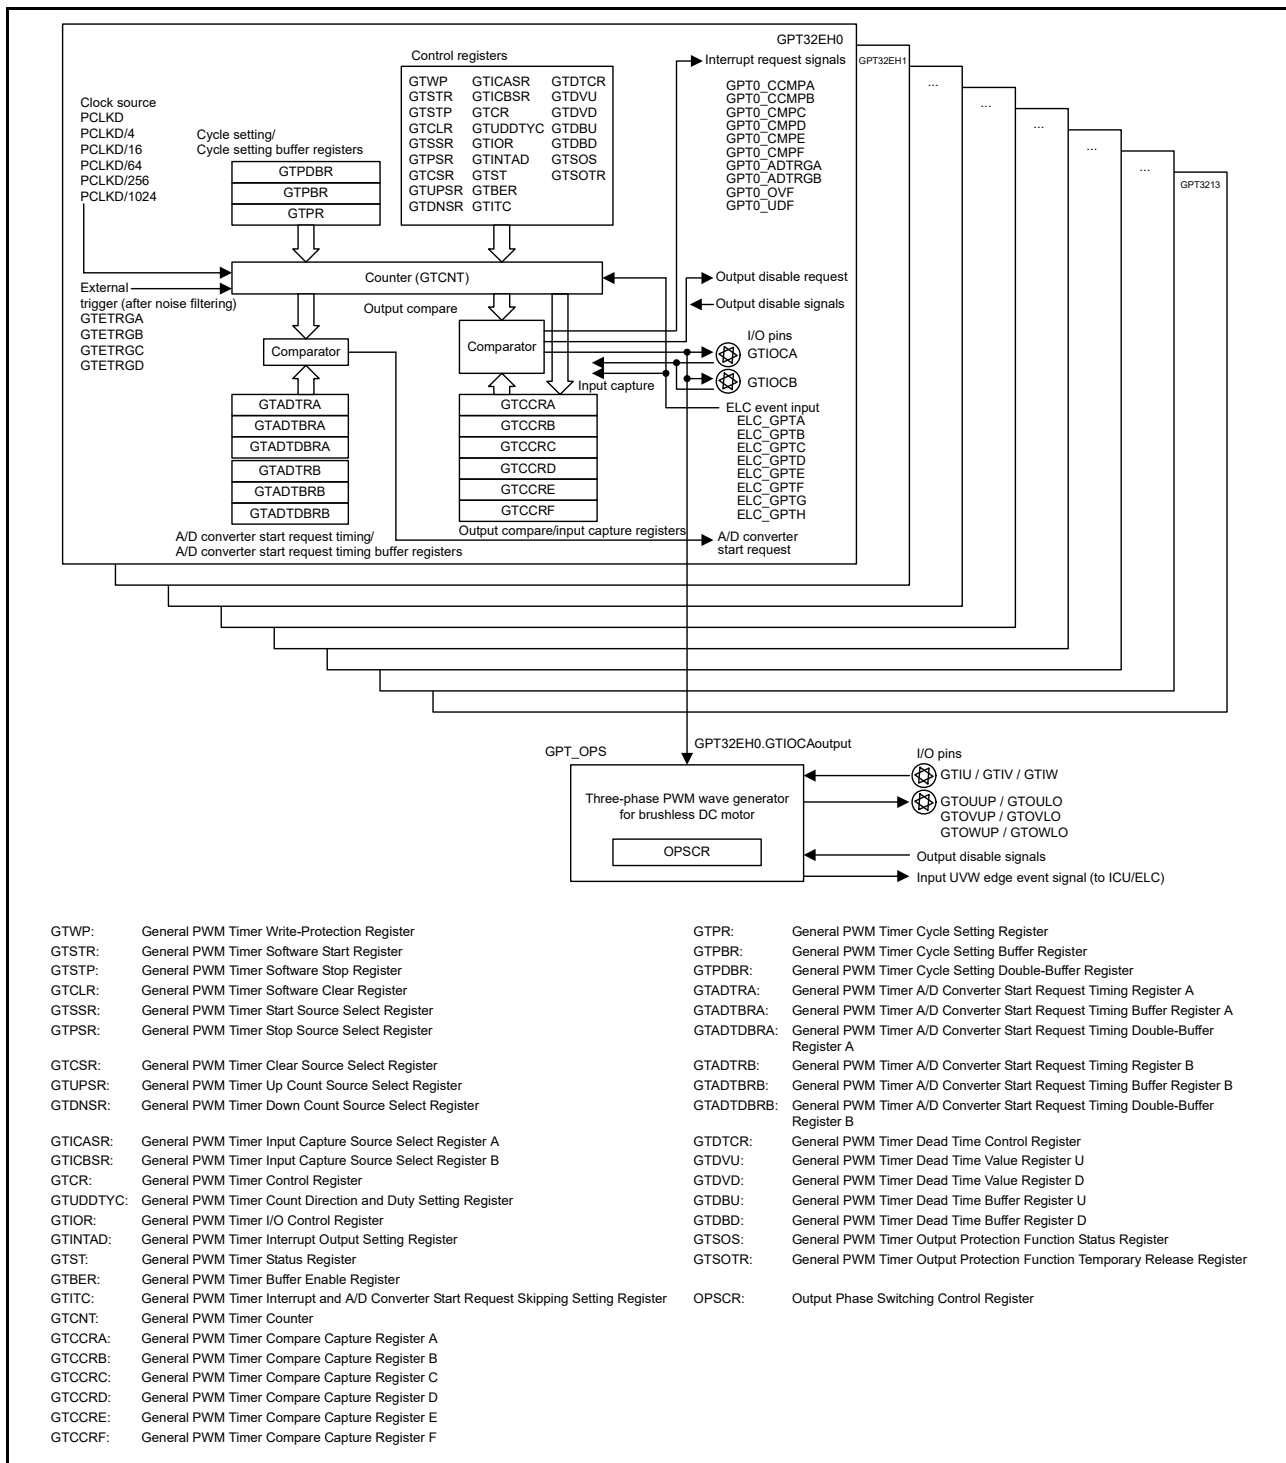 GPT32EH0
GPT32EH1
...
...
...
...
...
GPT3213
Control registers
GTWP GTICASR GTDTCR
GTSTR GTICBSR GTDVU
GTSTP GTCR GTDVD
GTCLR GTUDDTYC GTDBU
GTSSR GTIOR GTDBD
GTPSR GTINTAD GTSOS
GTCSR GTST GTSOTR
GTUPSR GTBER
GTDNSR GTITC
Interrupt request signals
GPT0_CCMPA
GPT0_CCMPB
GPT0_CMPC
GPT0_CMPD
GPT0_CMPE
GPT0_CMPF
GPT0_ADTRGA
GPT0_ADTRGB
GPT0_OVF
GPT0_UDF
Clock source
PCLKD
PCLKD/4
PCLKD/16
PCLKD/64
PCLKD/256
PCLKD/1024
Cycle setting/
Cycle setting buffer registers
GTPDBR
GTPBR
GTPR
Counter (GTCNT)
External
trigger (after noise filtering)
GTETRGA
GTETRGB
GTETRGC
GTETRGD
Output compare
Comparator
Comparator
Output disable request
Output disable signals
I/O pins
GTIOCA
GTIOCB
Input capture
ELC event input
ELC_GPTA
ELC_GPTB
ELC_GPTC
ELC_GPTD
ELC_GPTE
ELC_GPTF
ELC_GPTG
ELC_GPTH
GTADTRA
GTADTBRA
GTADTDBRA
GTADTRB
GTADTBRB
GTADTDBRB
GTCCRA
GTCCRB
GTCCRC
GTCCRD
GTCCRE
GTCCRF
A/D converter start request timing/
A/D converter start request timing buffer registers
Output compare/input capture registers
A/D converter
start request
GPT32EH0.GTIOCAoutput
GPT_OPS
Three-phase PWM wave generator
for brushless DC motor
OPSCR
I/O pins
GTIU / GTIV / GTIW
GTOUUP / GTOULO
GTOVUP / GTOVLO
GTOWUP / GTOWLO
Output disable signals
Input UVW edge event signal (to ICU/ELC)
GTWP: General PWM Timer Write-Protection Register
GTSTR: General PWM Timer Software Start Register
GTSTP: General PWM Timer Software Stop Register
GTCLR: General PWM Timer Software Clear Register
GTSSR: General PWM Timer Start Source Select Register
GTPSR: General PWM Timer Stop Source Select Register
GTCSR: General PWM Timer Clear Source Select Register
GTUPSR: General PWM Timer Up Count Source Select Register
GTDNSR: General PWM Timer Down Count Source Select Register
GTICASR: General PWM Timer Input Capture Source Select Register A
GTICBSR: General PWM Timer Input Capture Source Select Register B
GTCR: General PWM Timer Control Register
GTUDDTYC: General PWM Timer Count Direction and Duty Setting Register
GTIOR: General PWM Timer I/O Control Register
GTINTAD: General PWM Timer Interrupt Output Setting Register
GTST: General PWM Timer Status Register
GTBER: General PWM Timer Buffer Enable Register
GTITC: General PWM Timer Interrupt and A/D Converter Start Request Skipping Setting Register
GTCNT: General PWM Timer Counter
GTCCRA: General PWM Timer Compare Capture Register A
GTCCRB: General PWM Timer Compare Capture Register B
GTCCRC: General PWM Timer Compare Capture Register C
GTCCRD: General PWM Timer Compare Capture Register D
GTCCRE: General PWM Timer Compare Capture Register E
GTCCRF: General PWM Timer Compare Capture Register F
GTPR: General PWM Timer Cycle Setting Register
GTPBR: General PWM Timer Cycle Setting Buffer Register
GTPDBR: General PWM Timer Cycle Setting Double-Buffer Register
GTADTRA: General PWM Timer A/D Converter Start Request Timing Register A
GTADTBRA: General PWM Timer A/D Converter Start Request Timing Buffer Register A
GTADTDBRA: General PWM Timer A/D Converter Start Request Timing Double-Buffer
Register A
GTADTRB: General PWM Timer A/D Converter Start Request Timing Register B
GTADTBRB: General PWM Timer A/D Converter Start Request Timing Buffer Register B
GTADTDBRB: General PWM Timer A/D Converter Start Request Timing Double-Buffer
Register B
GTDTCR: General PWM Timer Dead Time Control Register
GTDVU: General PWM Timer Dead Time Value Register U
GTDVD: General PWM Timer Dead Time Value Register D
GTDBU: General PWM Timer Dead Time Buffer Register U
GTDBD: General PWM Timer Dead Time Buffer Register D
GTSOS: General PWM Timer Output Protection Function Status Register
GTSOTR: General PWM Timer Output Protection Function Temporary Release Register
OPSCR: Output Phase Switching Control Register